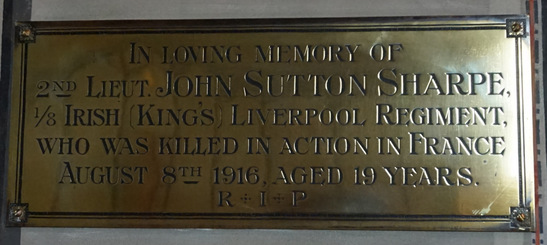 IN LOVING MEMORY OF
2ND LIEUT. JOHN SUTTON SHARPE,
1/8 IRISH (KING'S) LIVERPOOL REGIMENT,
WHO WAS KILLED IN ACTION IN FRANCE
AUGUST 8TH 1916, AGED 19 YEARS.
R+I+P